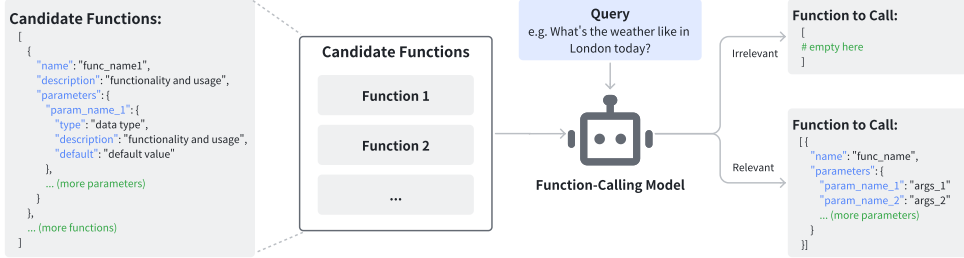 Candidate Functions:
[
{
"name": "func_name1",
"description": "functionality and usage",
"parameters": {
"param_name_1": {
"type": "data type",
"description": "functionality and usage",
"default": "default value"
},
... (more parameters)
}
},
... (more functions)
]
Candidate Functions
Function 1
Function 2
...
Query
e.g. What's the weather like in
London today?
Function-Calling Model
Irrelevant
Relevant
Function to Call:
[
# empty here
]
Function to Call:
[ {
"name": "func_name",
"parameters": {
"param_name_1": "args_1"
"param_name_2": "args_2"
... (more parameters)
}
}]